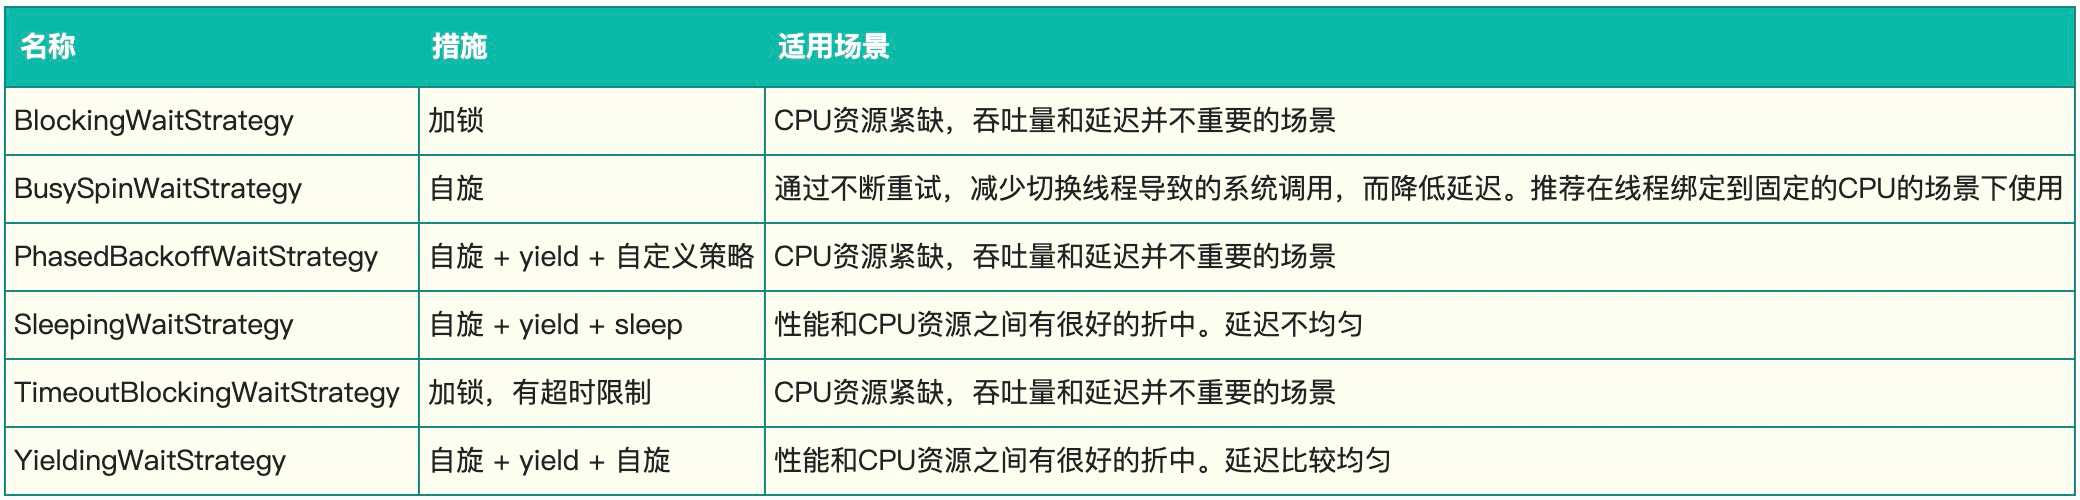 名称 措施 适用场景
BlockingWaitStrategy 加锁 CPU资源紧缺，吞吐量和延迟并不重要的场景
BusySpinWaitStrategy 自旋 通过不断重试，减少切换线程导致的系统调用，而降低延迟。推荐在线程绑定到固定的CPU的场景下使用
PhasedBackoffWaitStrategy 自旋 + yield + 自定义策略 CPU资源紧缺，吞吐量和延迟并不重要的场景
SleepingWaitStrategy 自旋 + yield + sleep 性能和CPU资源之间有很好的折中。延迟不均匀
TimeoutBlockingWaitStrategy 加锁，有超时限制 CPU资源紧缺，吞吐量和延迟并不重要的场景
YieldingWaitStrategy 自旋 + yield + 自旋 性能和CPU资源之间有很好的折中。延迟比较均匀